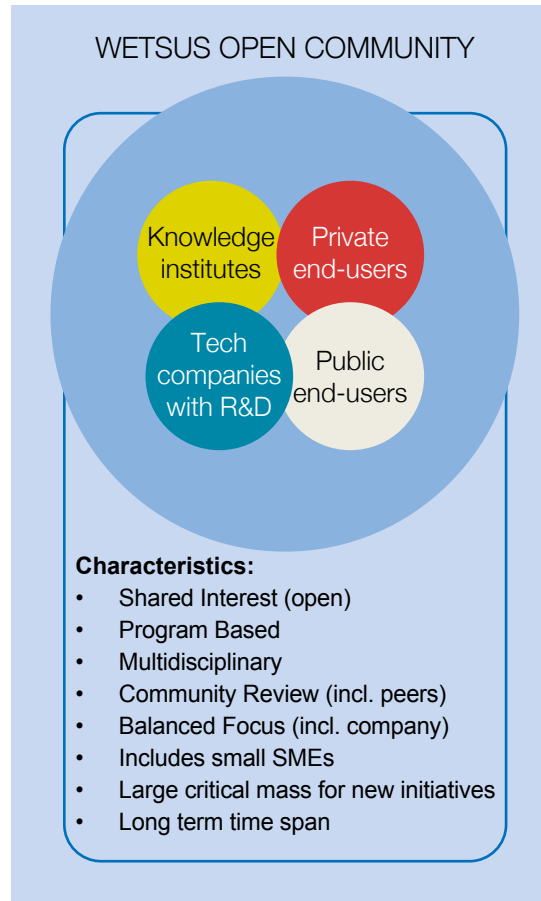 WETSUS OPEN COMMUNITY
Knowledge
institutes
Private
end-users
Tech
companies
with R&D
Public
end-users
Characteristics:
• Shared Interest (open)
• Program Based
• Multidisciplinary
• Community Review (incl. peers)
• Balanced Focus (incl. company)
• Includes small SMEs
• Large critical mass for new initiatives
• Long term time span